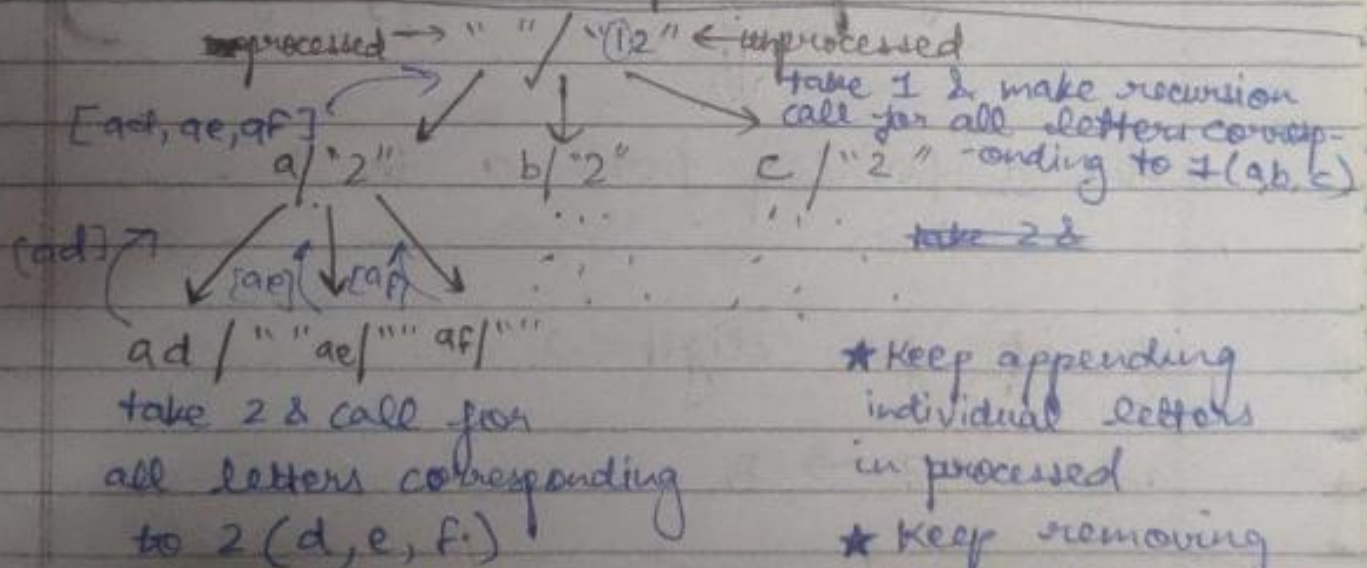 processed → " " / "①2" ← unprocessed
take 1 & make recursion
call for all letters corresp-
[ad, ae, af]
a/"2" b/"2" c/"2" -onding to 1(a,b,c)
take 2 &
[ad]
[ae] [af]
ad/"" ae/"" af/""
take 2 & call for
all letters corresponding
to 2 (d, e, f.)
★ Keep appending
individual letters
in processed
★ Keep removing